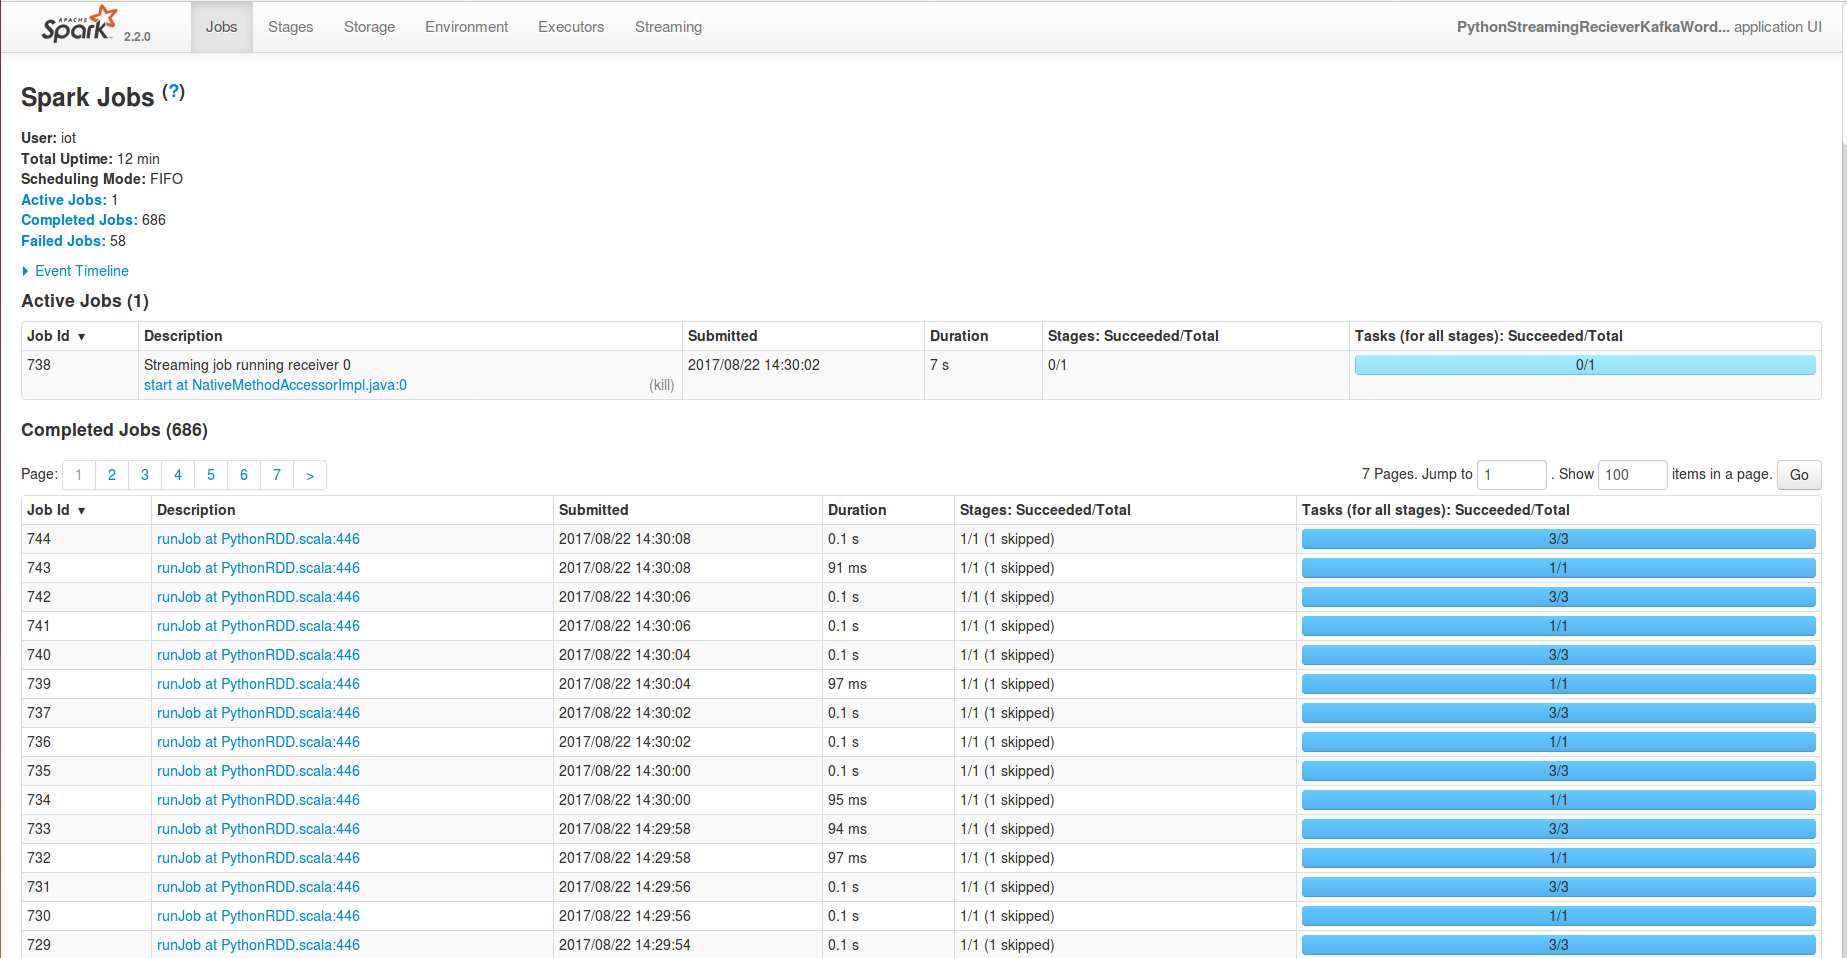 APACHE Spark 2.2.0 Jobs Stages Storage Environment Executors Streaming PythonStreamingRecieverKafkaWord... application UI
Spark Jobs (?)
User: iot
Total Uptime: 12 min
Scheduling Mode: FIFO
Active Jobs: 1
Completed Jobs: 686
Failed Jobs: 58
Event Timeline
Active Jobs (1)
Job Id ▾ Description Submitted Duration Stages: Succeeded/Total Tasks (for all stages): Succeeded/Total
738 Streaming job running receiver 0 2017/08/22 14:30:02 7 s 0/1 0/1
start at NativeMethodAccessorImpl.java:0 (kill)
Completed Jobs (686)
Page: 1 2 3 4 5 6 7 > 7 Pages. Jump to 1 . Show 100 items in a page. Go
Job Id ▾ Description Submitted Duration Stages: Succeeded/Total Tasks (for all stages): Succeeded/Total
744 runJob at PythonRDD.scala:446 2017/08/22 14:30:08 0.1 s 1/1 (1 skipped) 3/3
743 runJob at PythonRDD.scala:446 2017/08/22 14:30:08 91 ms 1/1 (1 skipped) 1/1
742 runJob at PythonRDD.scala:446 2017/08/22 14:30:06 0.1 s 1/1 (1 skipped) 3/3
741 runJob at PythonRDD.scala:446 2017/08/22 14:30:06 0.1 s 1/1 (1 skipped) 1/1
740 runJob at PythonRDD.scala:446 2017/08/22 14:30:04 0.1 s 1/1 (1 skipped) 3/3
739 runJob at PythonRDD.scala:446 2017/08/22 14:30:04 97 ms 1/1 (1 skipped) 1/1
737 runJob at PythonRDD.scala:446 2017/08/22 14:30:02 0.1 s 1/1 (1 skipped) 3/3
736 runJob at PythonRDD.scala:446 2017/08/22 14:30:02 0.1 s 1/1 (1 skipped) 1/1
735 runJob at PythonRDD.scala:446 2017/08/22 14:30:00 0.1 s 1/1 (1 skipped) 3/3
734 runJob at PythonRDD.scala:446 2017/08/22 14:30:00 95 ms 1/1 (1 skipped) 1/1
733 runJob at PythonRDD.scala:446 2017/08/22 14:29:58 94 ms 1/1 (1 skipped) 3/3
732 runJob at PythonRDD.scala:446 2017/08/22 14:29:58 97 ms 1/1 (1 skipped) 1/1
731 runJob at PythonRDD.scala:446 2017/08/22 14:29:56 0.1 s 1/1 (1 skipped) 3/3
730 runJob at PythonRDD.scala:446 2017/08/22 14:29:56 0.1 s 1/1 (1 skipped) 1/1
729 runJob at PythonRDD.scala:446 2017/08/22 14:29:54 0.1 s 1/1 (1 skipped) 3/3